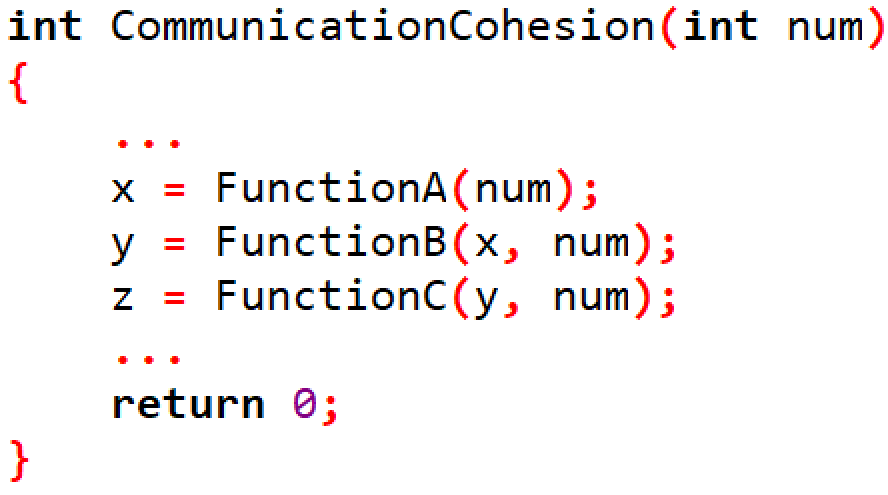 int CommunicationCohesion(int num)
{
...
x = FunctionA(num);
y = FunctionB(x, num);
z = FunctionC(y, num);
...
return 0;
}